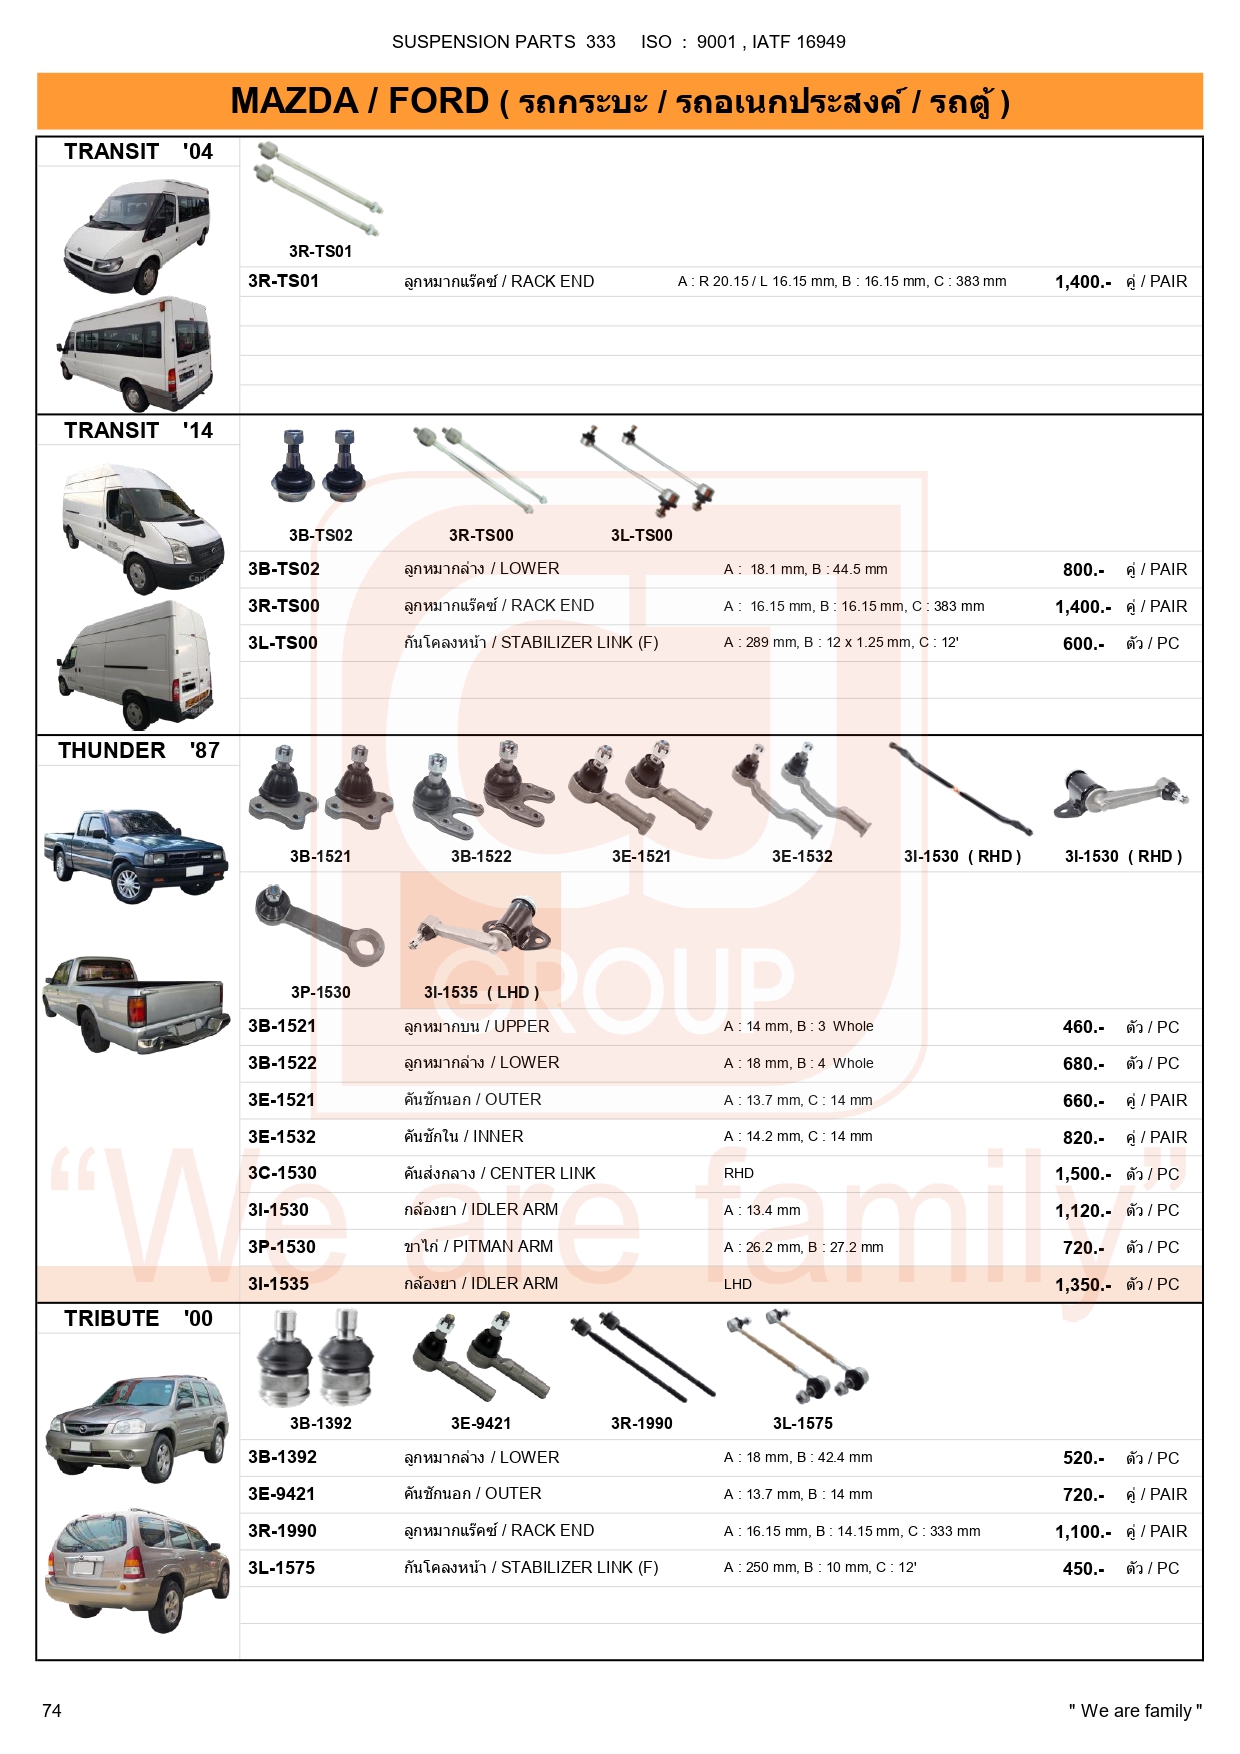 SUSPENSION PARTS 333 ISO : 9001 , IATF 16949
MAZDA / FORD ( รถกระบะ / รถอเนกประสงค์ / รถตู้ )
TRANSIT '04
3R-TS01
3R-TS01 ลูกหมากแร๊คซ์ / RACK END A : R 20.15 / L 16.15 mm, B : 16.15 mm, C : 383 mm 1,400.- คู่ / PAIR
TRANSIT '14
3B-TS02 3R-TS00 3L-TS00
3B-TS02 ลูกหมากล่าง / LOWER A : 18.1 mm, B : 44.5 mm 800.- คู่ / PAIR
3R-TS00 ลูกหมากแร๊คซ์ / RACK END A : 16.15 mm, B : 16.15 mm, C : 383 mm 1,400.- คู่ / PAIR
3L-TS00 กันโคลงหน้า / STABILIZER LINK (F) A : 289 mm, B : 12 x 1.25 mm, C : 12' 600.- ตัว / PC
THUNDER '87
3B-1521 3B-1522 3E-1521 3E-1532 3I-1530 ( RHD ) 3I-1530 ( RHD )
3P-1530 3I-1535 ( LHD )
GROUP
3B-1521 ลูกหมากบน / UPPER A : 14 mm, B : 3 Whole 460.- ตัว / PC
3B-1522 ลูกหมากล่าง / LOWER A : 18 mm, B : 4 Whole 680.- ตัว / PC
3E-1521 คันชักนอก / OUTER A : 13.7 mm, C : 14 mm 660.- คู่ / PAIR
3E-1532 คันชักใน / INNER A : 14.2 mm, C : 14 mm 820.- คู่ / PAIR
3C-1530 คันส่งกลาง / CENTER LINK RHD 1,500.- ตัว / PC
3I-1530 กล้องยา / IDLER ARM A : 13.4 mm 1,120.- ตัว / PC
3P-1530 ขาไก่ / PITMAN ARM A : 26.2 mm, B : 27.2 mm 720.- ตัว / PC
3I-1535 กล้องยา / IDLER ARM LHD 1,350.- ตัว / PC
“We are family”
TRIBUTE '00
3B-1392 3E-9421 3R-1990 3L-1575
3B-1392 ลูกหมากล่าง / LOWER A : 18 mm, B : 42.4 mm 520.- ตัว / PC
3E-9421 คันชักนอก / OUTER A : 13.7 mm, B : 14 mm 720.- คู่ / PAIR
3R-1990 ลูกหมากแร๊คซ์ / RACK END A : 16.15 mm, B : 14.15 mm, C : 333 mm 1,100.- คู่ / PAIR
3L-1575 กันโคลงหน้า / STABILIZER LINK (F) A : 250 mm, B : 10 mm, C : 12' 450.- ตัว / PC
74 " We are family "